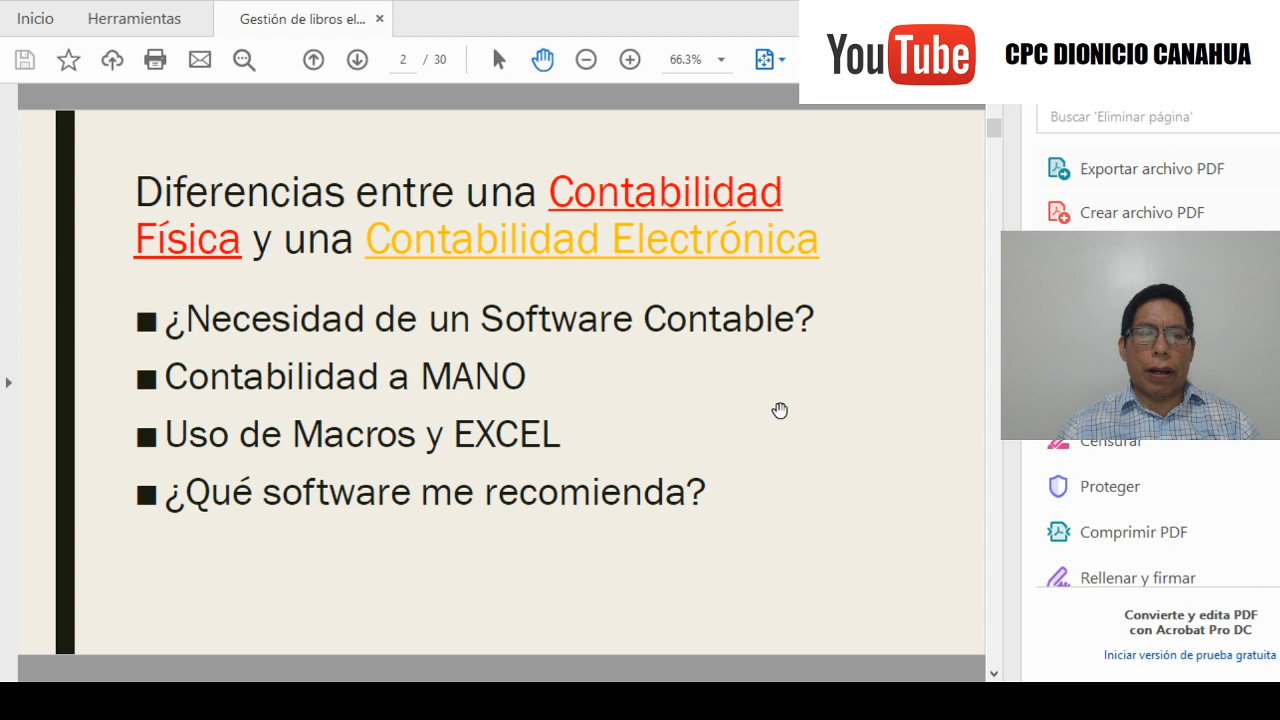 Inicio
Herramientas
Gestión de libros el... ×
2 / 30
66.3%
YouTube
CPC DIONICIO CANAHUA
Buscar 'Eliminar página'
Exportar archivo PDF
Crear archivo PDF
Diferencias entre una Contabilidad
Física y una Contabilidad Electrónica
■ ¿Necesidad de un Software Contable?
■ Contabilidad a MANO
■ Uso de Macros y EXCEL
■ ¿Qué software me recomienda?
Censurar
Proteger
Comprimir PDF
Rellenar y firmar
Convierte y edita PDF
con Acrobat Pro DC
Iniciar versión de prueba gratuita